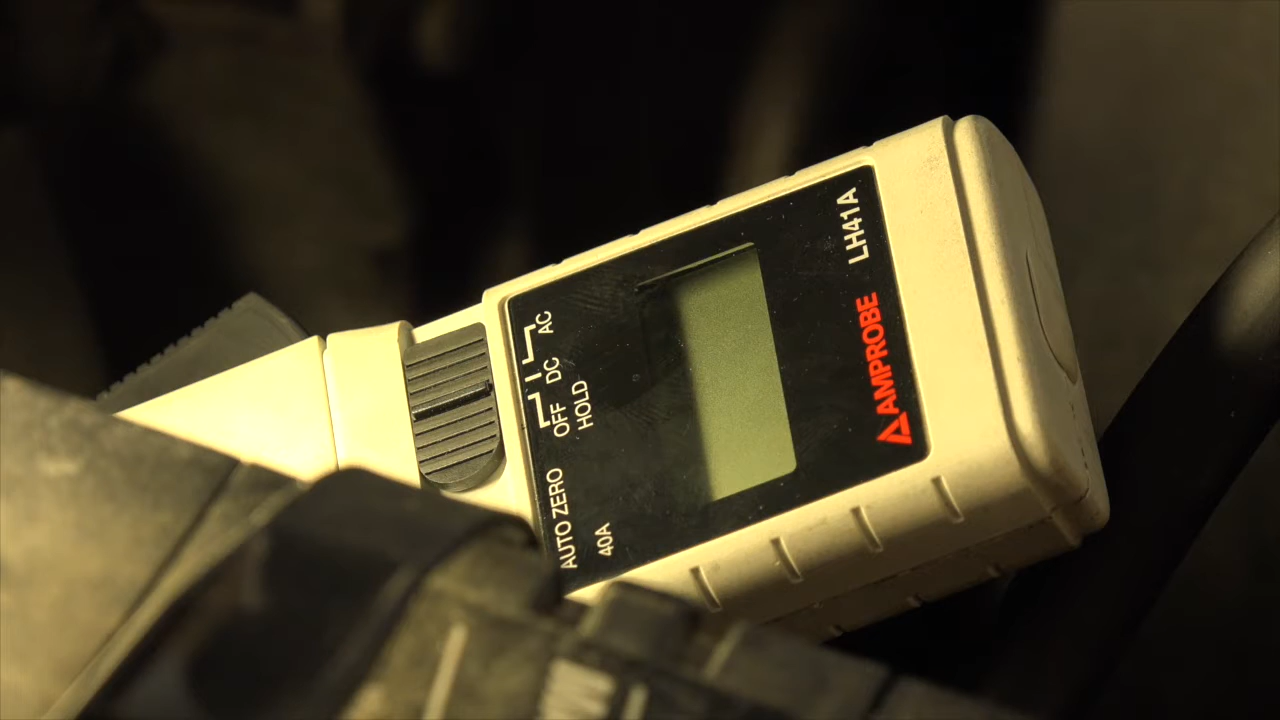 LH41A
AMPROBE
OFF DC AC
HOLD
AUTO ZERO
40A